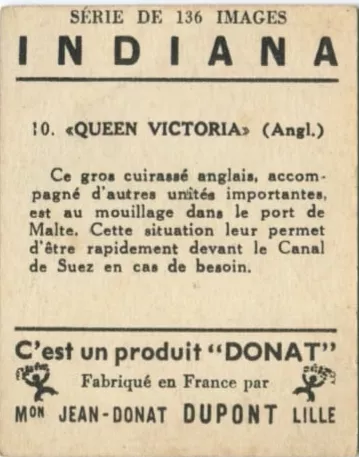 SÉRIE DE 136 IMAGES
INDIANA
10. «QUEEN VICTORIA» (Angl.)
Ce gros cuirassé anglais, accom-
pagné d'autres unités importantes,
est au mouillage dans le port de
Malte. Cette situation leur permet
d'être rapidement devant le Canal
de Suez en cas de besoin.
C'est un produit "DONAT"
Fabriqué en France par
MON JEAN-DONAT DUPONT LILLE